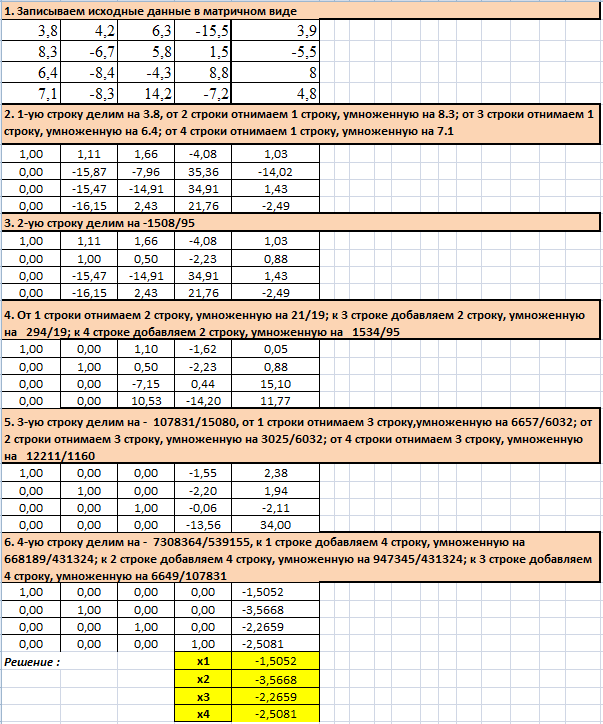 1. Записываем исходные данные в матричном виде
3,8 4,2 6,3 -15,5 3,9
8,3 -6,7 5,8 1,5 -5,5
6,4 -8,4 -4,3 8,8 8
7,1 -8,3 14,2 -7,2 4,8
2. 1-ую строку делим на 3.8, от 2 строки отнимаем 1 строку, умноженную на 8.3; от 3 строки отнимаем 1
строку, умноженную на 6.4; от 4 строки отнимаем 1 строку, умноженную на 7.1
1,00 1,11 1,66 -4,08 1,03
0,00 -15,87 -7,96 35,36 -14,02
0,00 -15,47 -14,91 34,91 1,43
0,00 -16,15 2,43 21,76 -2,49
3. 2-ую строку делим на -1508/95
1,00 1,11 1,66 -4,08 1,03
0,00 1,00 0,50 -2,23 0,88
0,00 -15,47 -14,91 34,91 1,43
0,00 -16,15 2,43 21,76 -2,49
4. От 1 строки отнимаем 2 строку, умноженную на 21/19; к 3 строке добавляем 2 строку, умноженную
на 294/19; к 4 строке добавляем 2 строку, умноженную на 1534/95
1,00 0,00 1,10 -1,62 0,05
0,00 1,00 0,50 -2,23 0,88
0,00 0,00 -7,15 0,44 15,10
0,00 0,00 10,53 -14,20 11,77
5. 3-ую строку делим на - 107831/15080, от 1 строки отнимаем 3 строку,умноженную на 6657/6032; от
2 строки отнимаем 3 строку, умноженную на 3025/6032; от 4 строки отнимаем 3 строку, умноженную
на 12211/1160
1,00 0,00 0,00 -1,55 2,38
0,00 1,00 0,00 -2,20 1,94
0,00 0,00 1,00 -0,06 -2,11
0,00 0,00 0,00 -13,56 34,00
6. 4-ую строку делим на - 7308364/539155, к 1 строке добавляем 4 строку, умноженную на
668189/431324; к 2 строке добавляем 4 строку, умноженную на 947345/431324; к 3 строке добавляем
4 строку, умноженную на 6649/107831
1,00 0,00 0,00 0,00 -1,5052
0,00 1,00 0,00 0,00 -3,5668
0,00 0,00 1,00 0,00 -2,2659
0,00 0,00 0,00 1,00 -2,5081
Решение : x1 -1,5052
x2 -3,5668
x3 -2,2659
x4 -2,5081